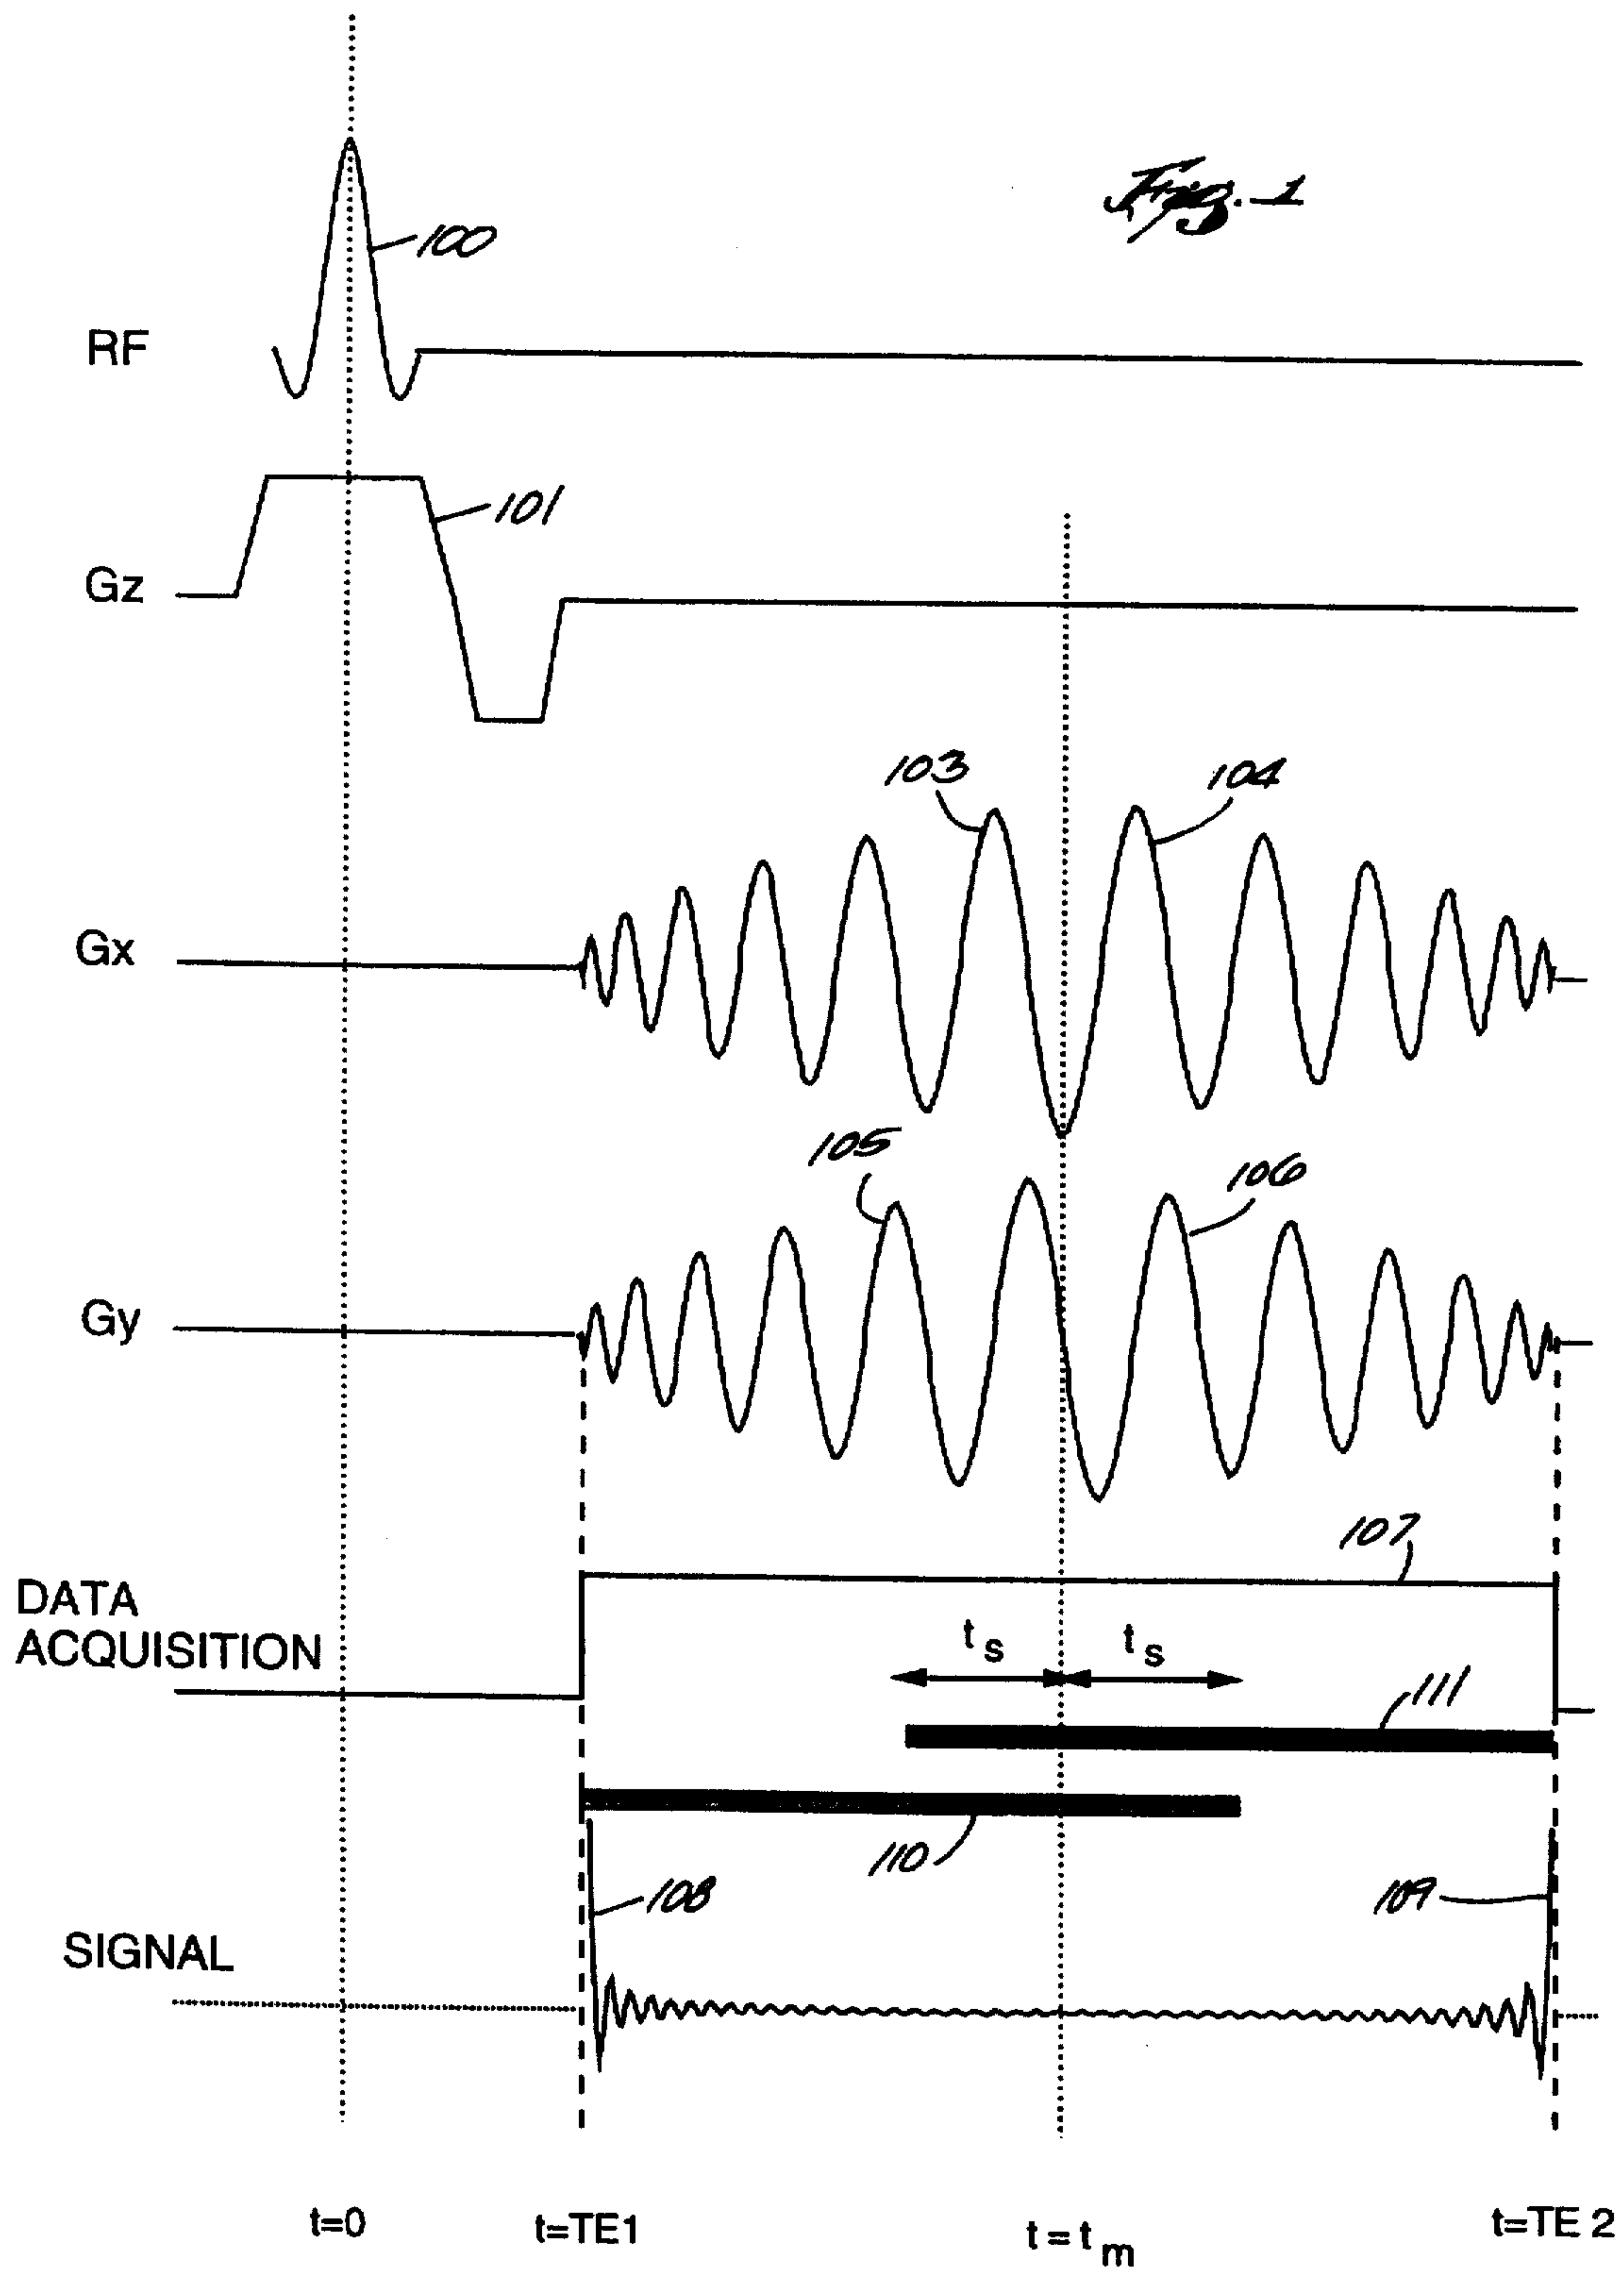 Fig. 1
100
RF
101
Gz
103
104
Gx
105
106
Gy
107
DATA
ACQUISITION
ts
ts
111
110
108
109
SIGNAL
t=0
t=TE1
t=tm
t=TE 2